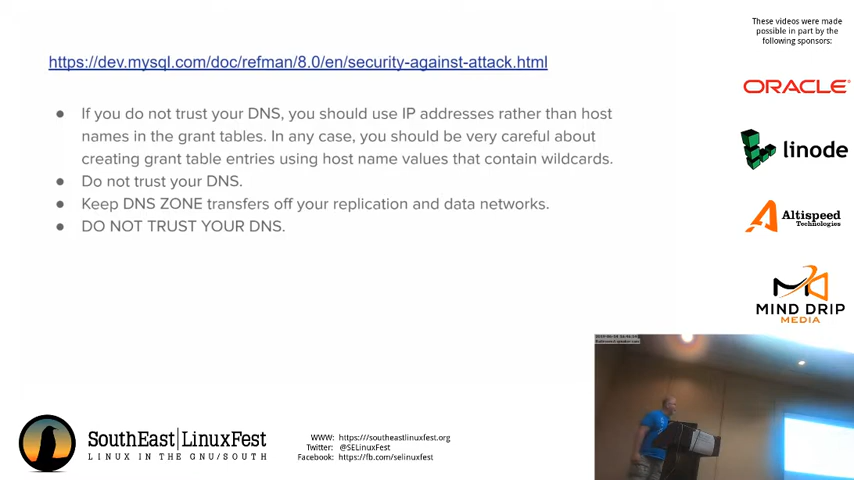 https://dev.mysql.com/doc/refman/8.0/en/security-against-attack.html
If you do not trust your DNS, you should use IP addresses rather than host
names in the grant tables. In any case, you should be very careful about
creating grant table entries using host name values that contain wildcards.
Do not trust your DNS.
Keep DNS ZONE transfers off your replication and data networks.
DO NOT TRUST YOUR DNS.
These videos were made
possible in part by the
following sponsors:
ORACLE
linode
Altispeed
Technologies
MIND DRIP
MEDIA
SouthEast LinuxFest
LINUX IN THE GNU/SOUTH
WWW: https:///southeastlinuxfest.org
Twitter: @SELinuxFest
Facebook: https://fb.com/selinuxfest